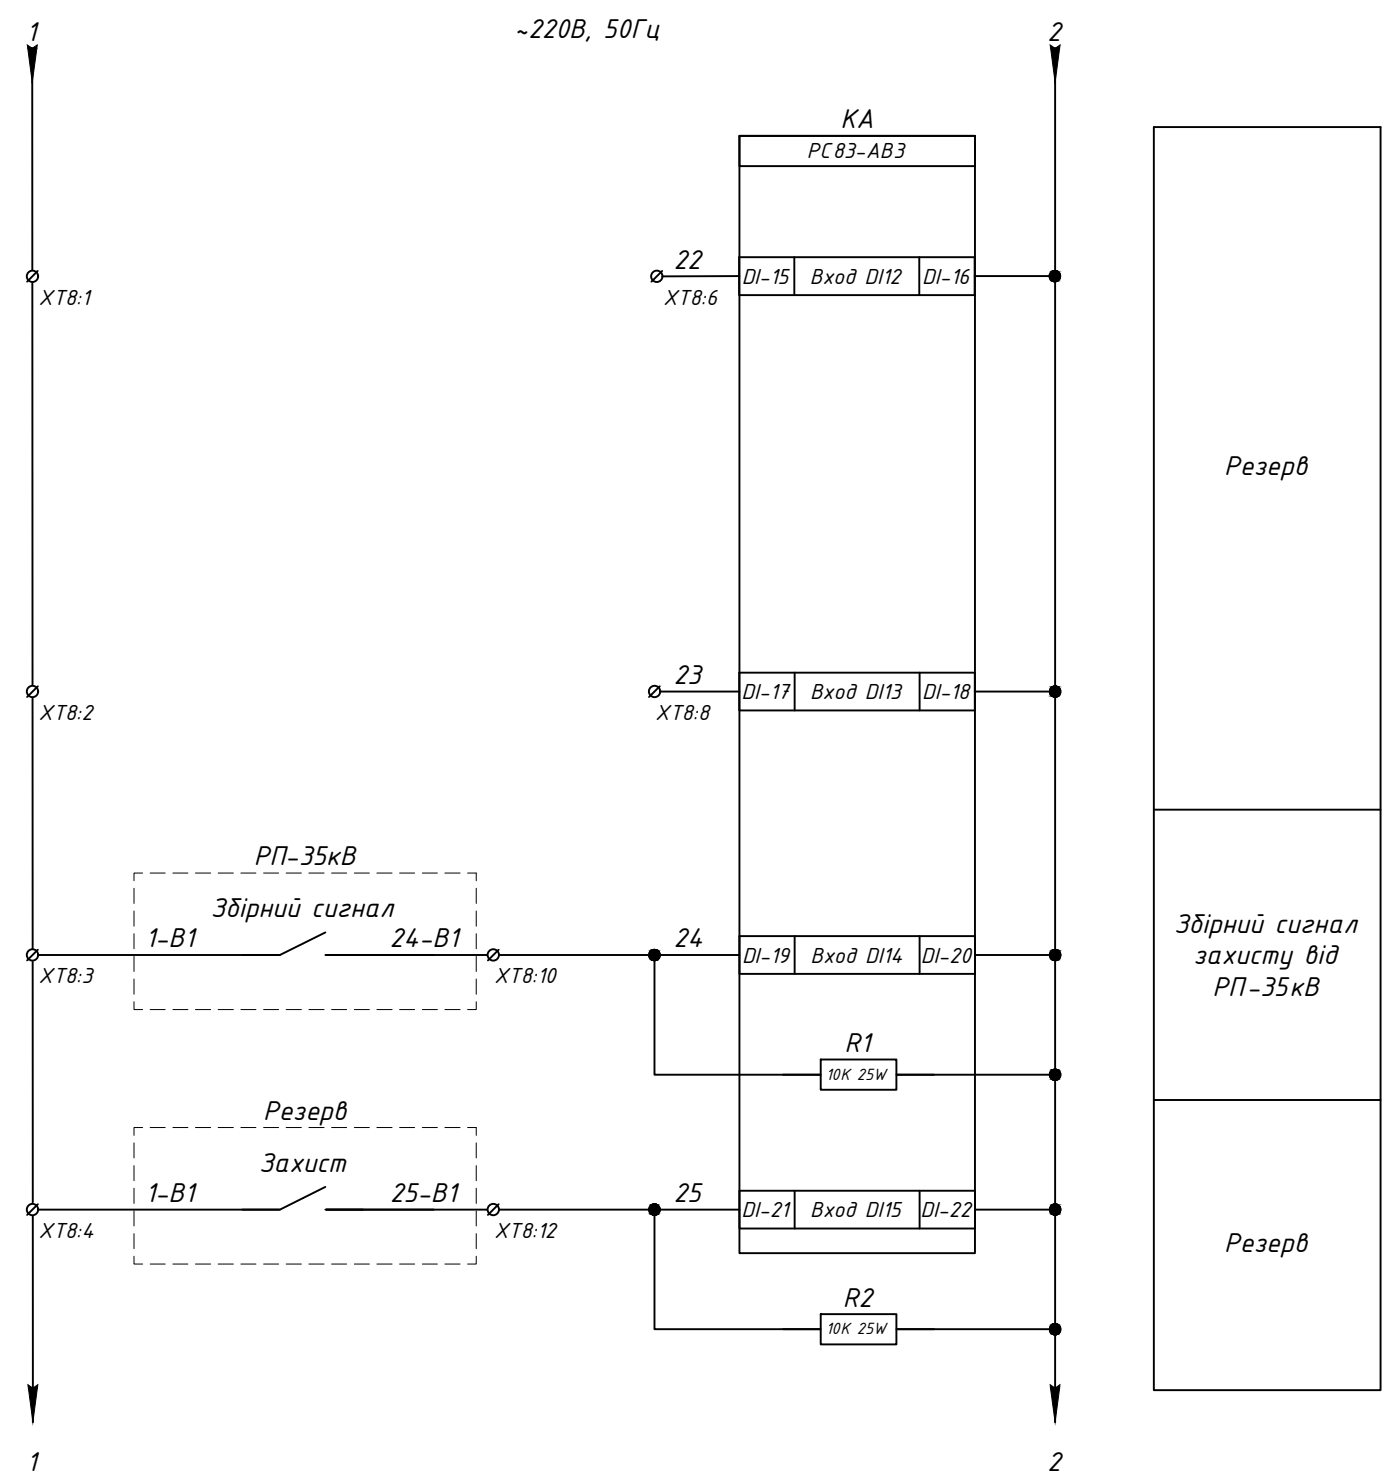 1
~220В, 50Гц
2
КА
РС83-АВ3
22
DI-15 Вход DI12 DI-16
XT8:1
XT8:6
Резерв
23
DI-17 Вход DI13 DI-18
XT8:2
XT8:8
РП-35кВ
Збірний сигнал
1-В1
24-В1
24
DI-19 Вход DI14 DI-20
XT8:3
XT8:10
Збірний сигнал
захисту від
РП-35кВ
R1
10К 25W
Резерв
Захист
1-В1
25-В1
25
DI-21 Вход DI15 DI-22
XT8:4
XT8:12
Резерв
R2
10К 25W
1
2